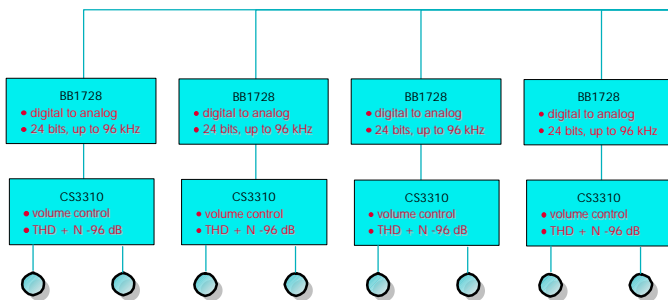 BB1728
• digital to analog
• 24 bits, up to 96 kHz
BB1728
• digital to analog
• 24 bits, up to 96 kHz
BB1728
• digital to analog
• 24 bits, up to 96 kHz
BB1728
• digital to analog
• 24 bits, up to 96 kHz
CS3310
• volume control
• THD + N -96 dB
CS3310
• volume control
• THD + N -96 dB
CS3310
• volume control
• THD + N -96 dB
CS3310
• volume control
• THD + N -96 dB